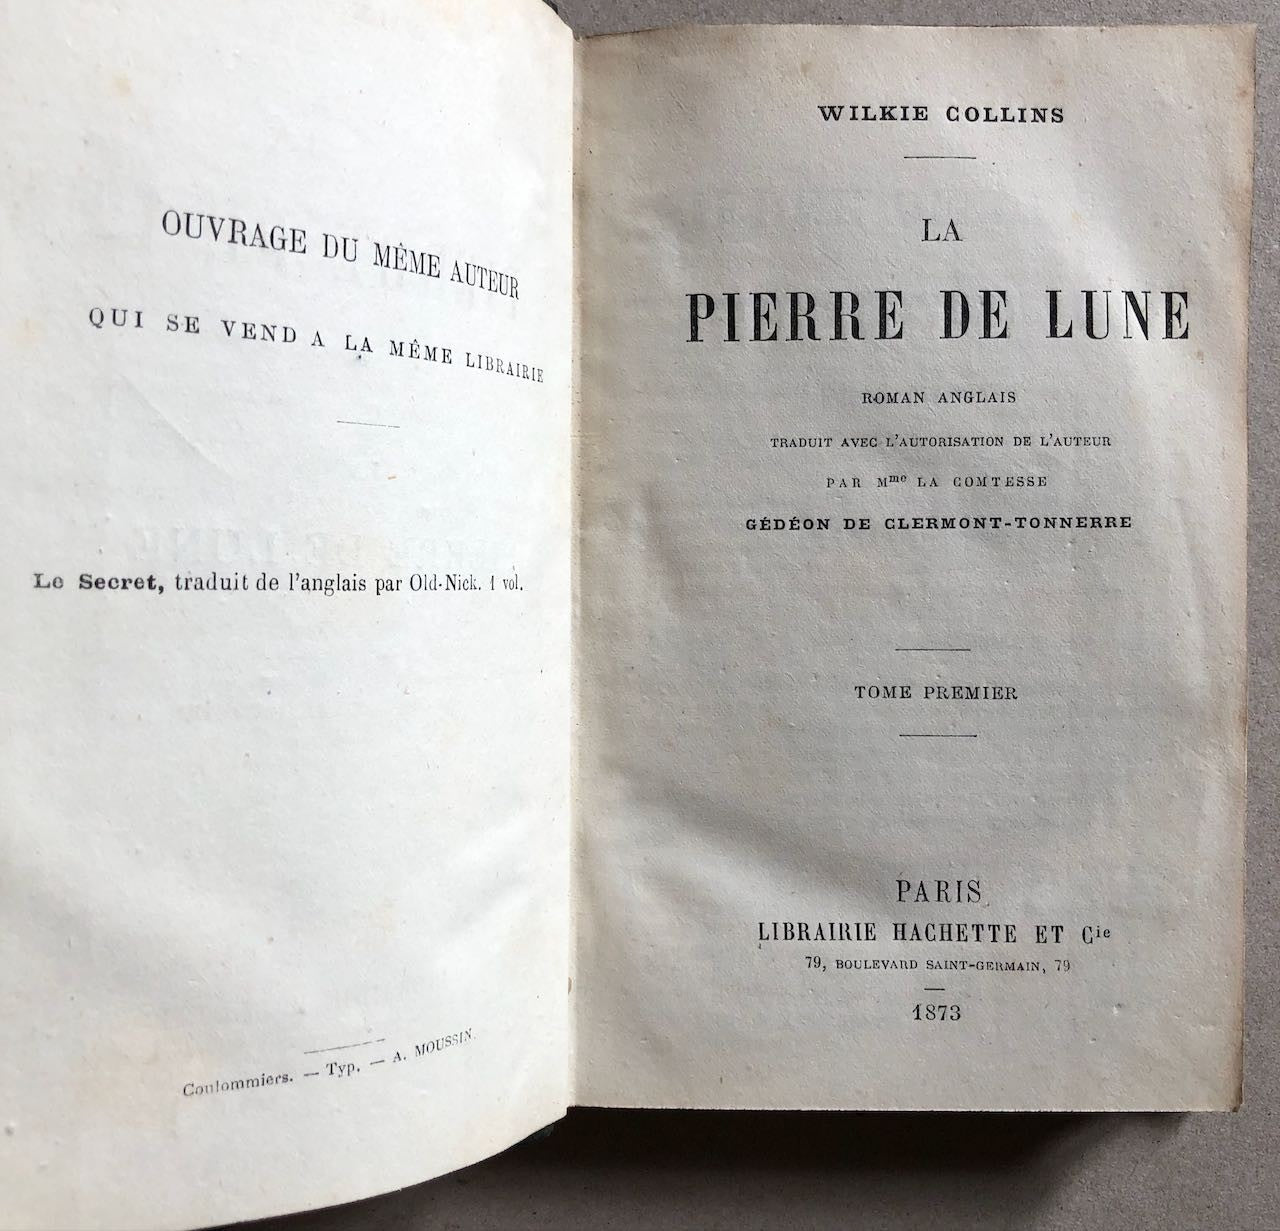 OUVRAGE DU MÊME AUTEUR
QUI SE VEND A LA MÊME LIBRAIRIE
Le Secret, traduit de l'anglais par Old-Nick. 1 vol.
Coulommiers. — Typ. — A. MOUSSIN.
WILKIE COLLINS
LA
PIERRE DE LUNE
ROMAN ANGLAIS
TRADUIT AVEC L'AUTORISATION DE L'AUTEUR
PAR Mme LA COMTESSE
GÉDÉON DE CLERMONT-TONNERRE
TOME PREMIER
PARIS
LIBRAIRIE HACHETTE ET Cie
79, BOULEVARD SAINT-GERMAIN, 79
1873